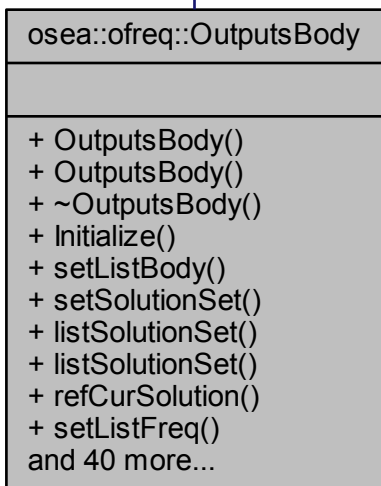 osea::ofreq::OutputsBody
+ OutputsBody()
+ OutputsBody()
+ ~OutputsBody()
+ Initialize()
+ setListBody()
+ setSolutionSet()
+ listSolutionSet()
+ listSolutionSet()
+ refCurSolution()
+ setListFreq()
and 40 more...